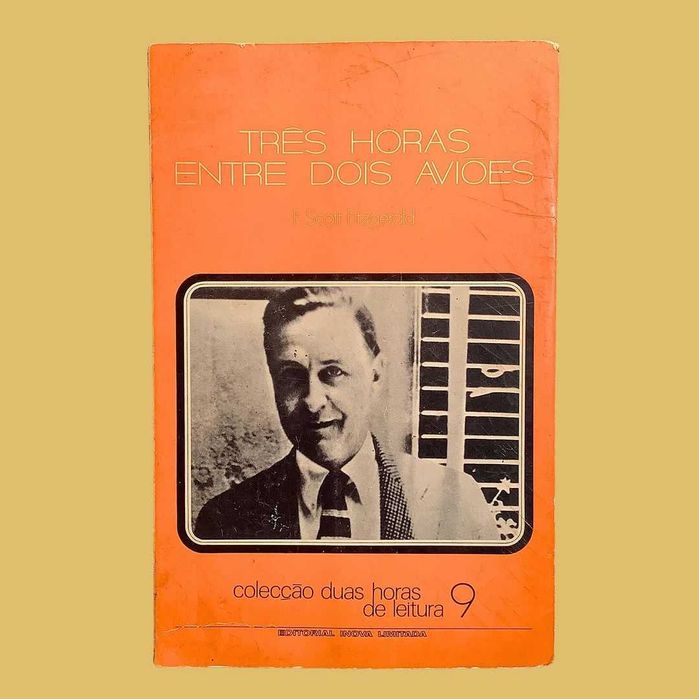 TRÊS HORAS
ENTRE DOIS AVIÕES
F. Scott Fitzgerald
colecção duas horas
de leitura 9
EDITORIAL INOVA LIMITADA